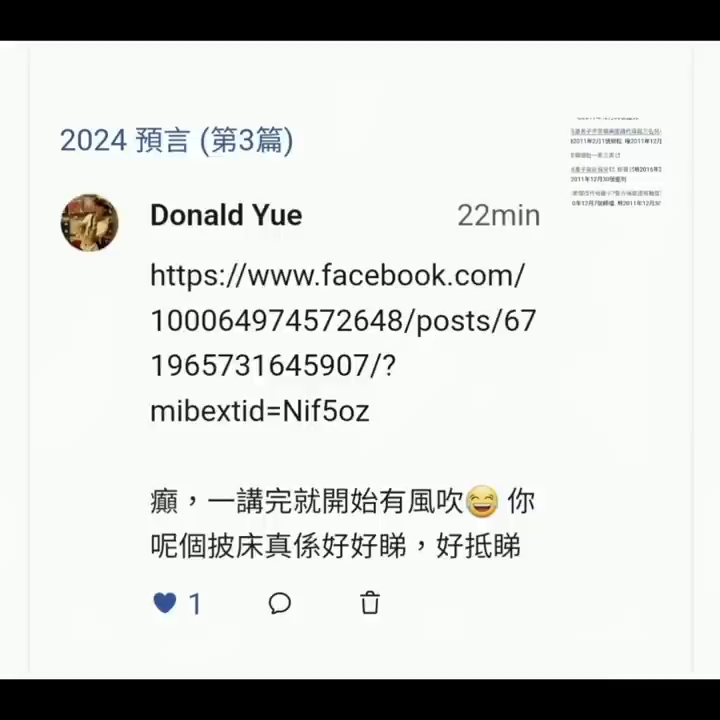 2024 預言 (第3篇)
Donald Yue 22min
https://www.facebook.com/
100064974572648/posts/67
1965731645907/?
mibextid=Nif5oz
癲，一講完就開始有風吹😂 你
呢個披床真係好好睇，好抵睇
1